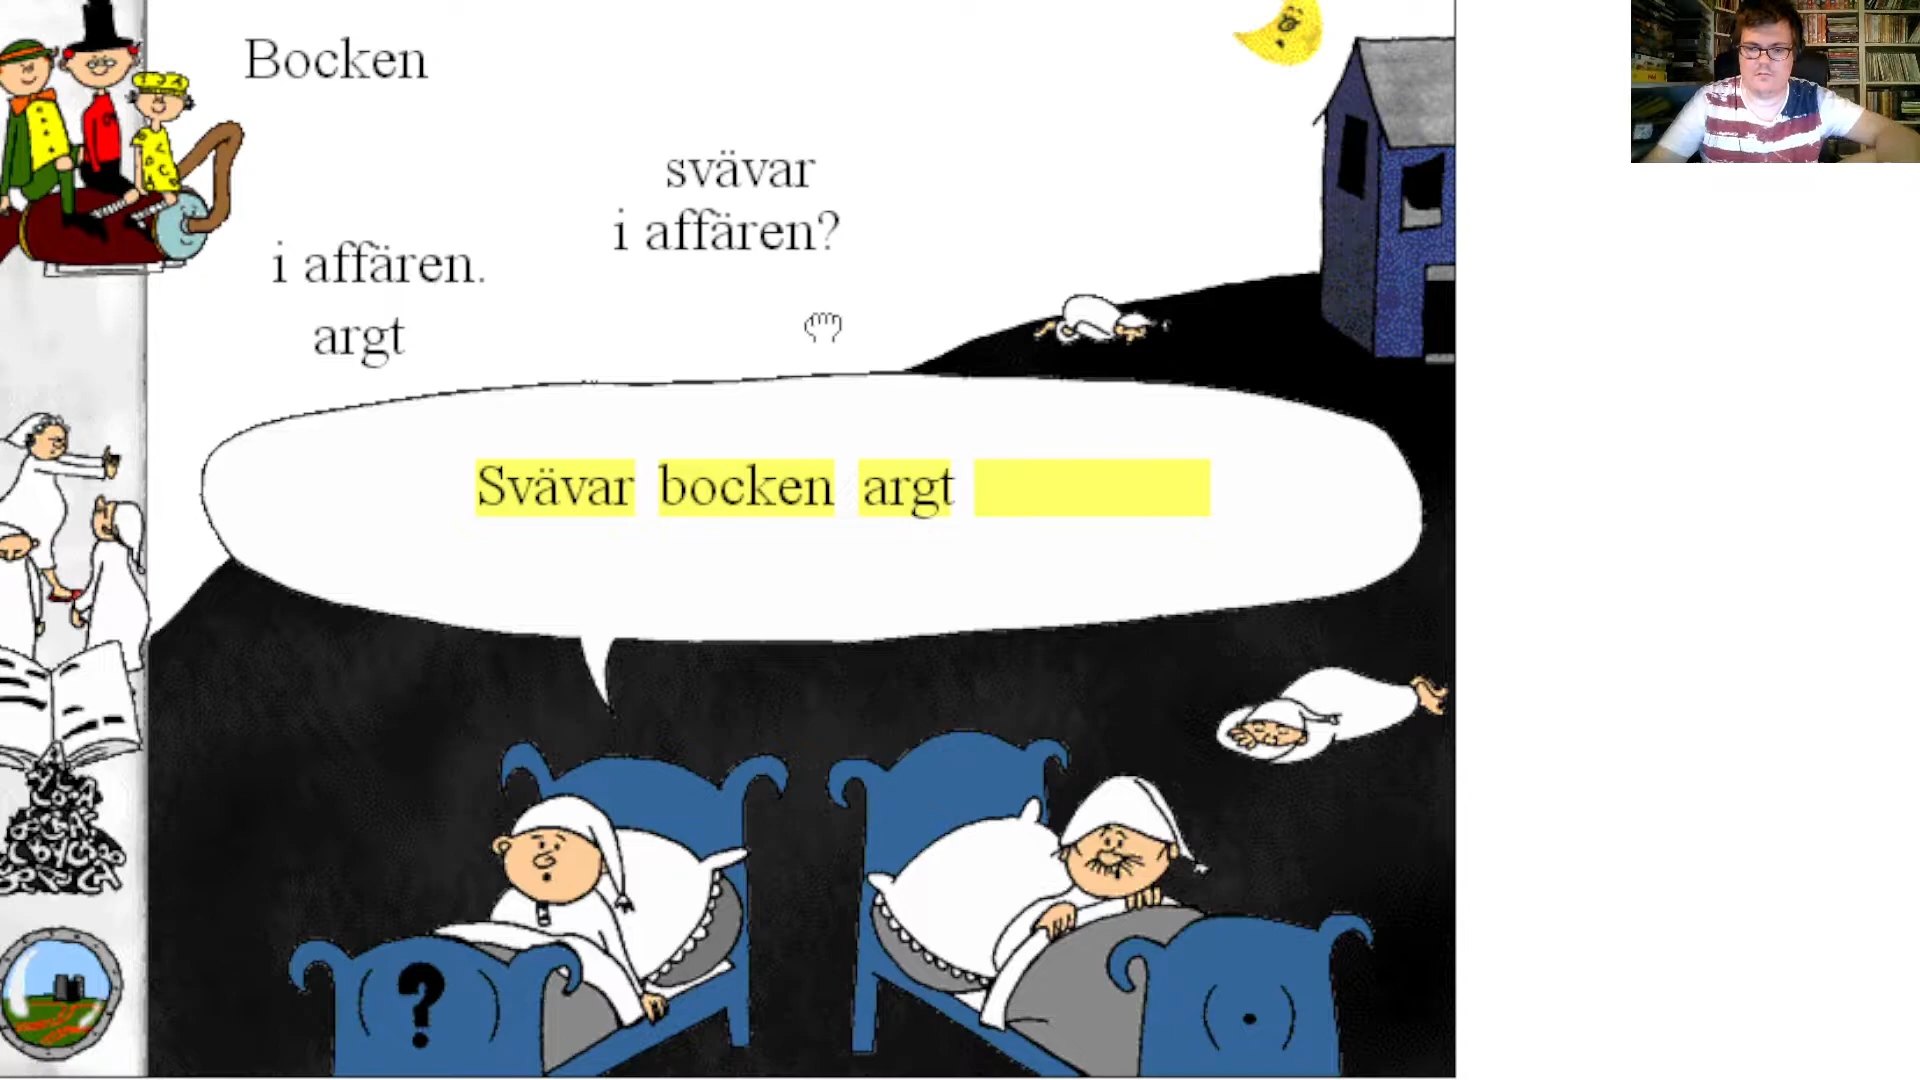 Bocken
svävar
i affären?
i affären.
argt
Svävar bocken argt
?
.